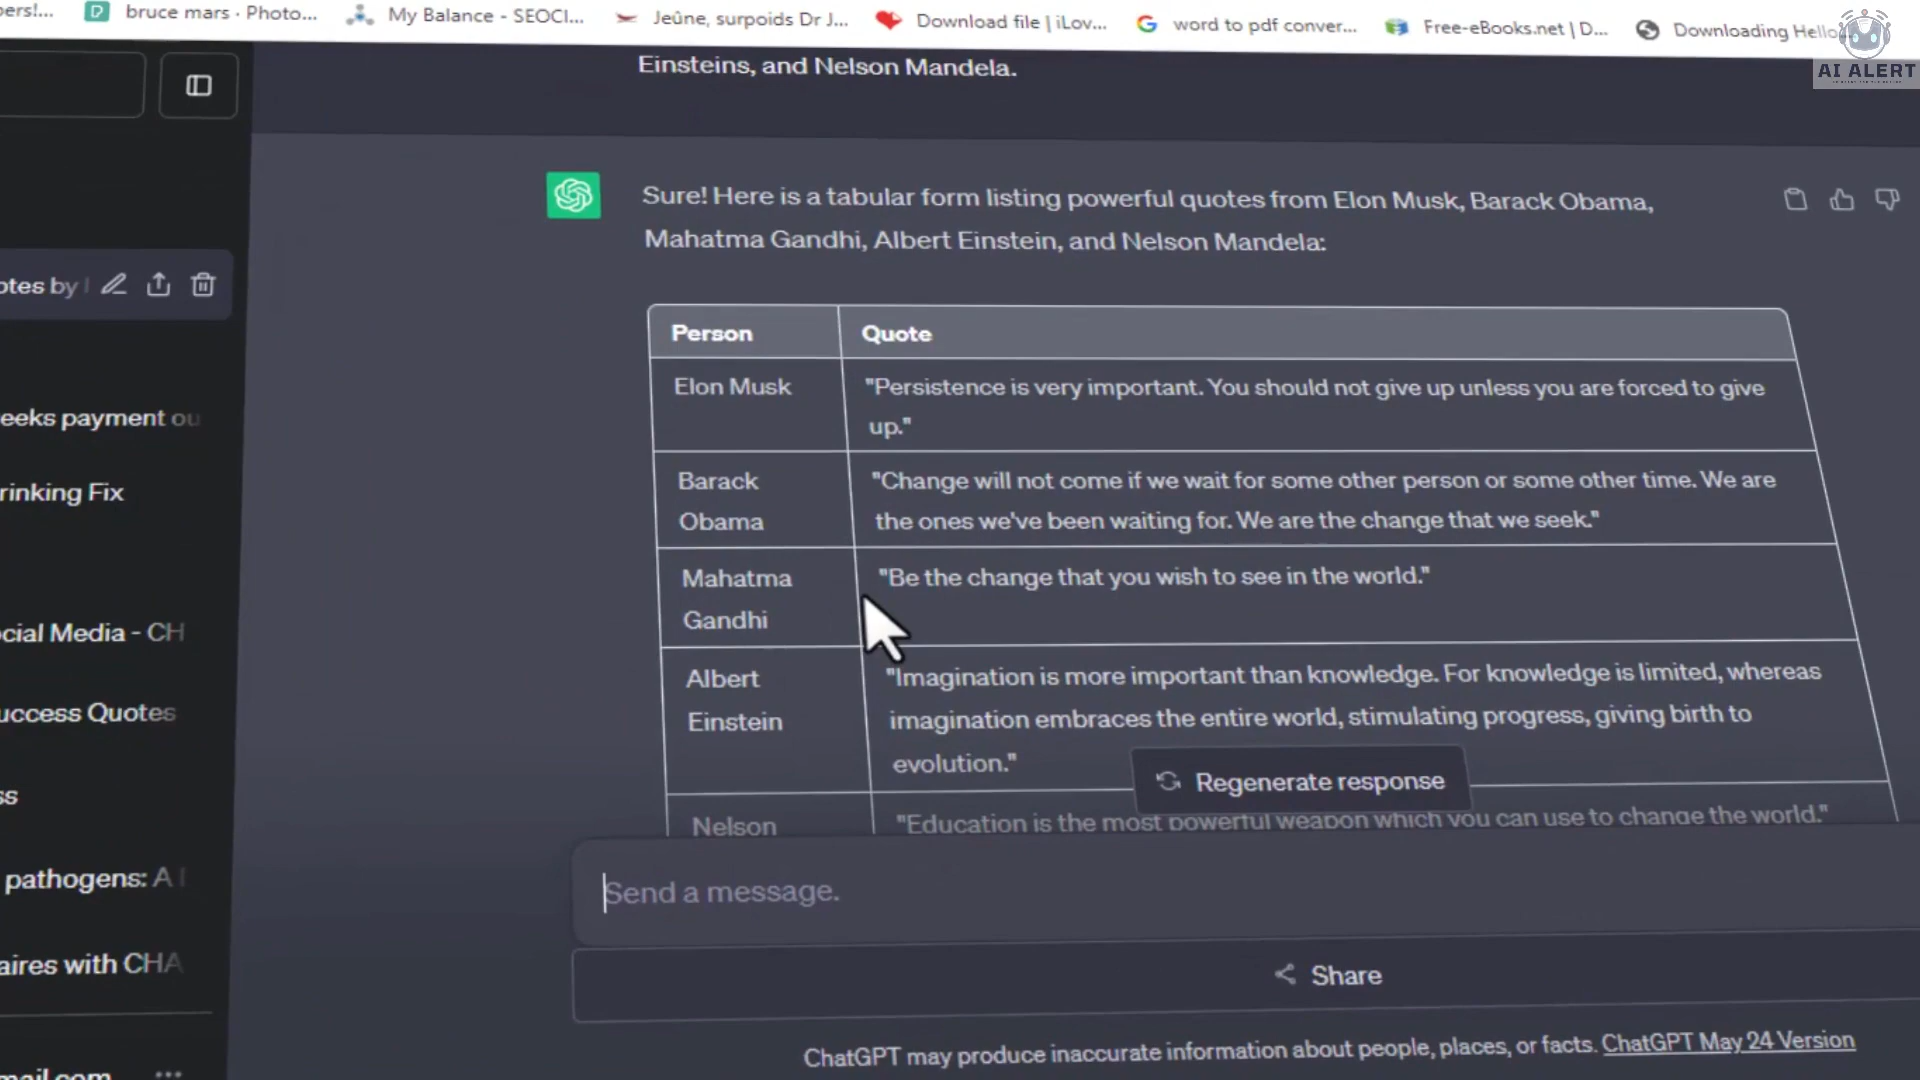 bruce mars · Photo...
My Balance - SEOCl...
Jeûne, surpoids Dr J...
Download file | iLov...
word to pdf conver...
Free-eBooks.net | D...
Downloading Hello
AI ALERT
Einsteins, and Nelson Mandela.
Sure! Here is a tabular form listing powerful quotes from Elon Musk, Barack Obama,
Mahatma Gandhi, Albert Einstein, and Nelson Mandela:
otes by
eeks payment ou
rinking Fix
ocial Media - CH
uccess Quotes
ss
pathogens: A
aires with CHA
mail.com
Person Quote
Elon Musk "Persistence is very important. You should not give up unless you are forced to give
up."
Barack "Change will not come if we wait for some other person or some other time. We are
Obama the ones we've been waiting for. We are the change that we seek."
Mahatma "Be the change that you wish to see in the world."
Gandhi
Albert "Imagination is more important than knowledge. For knowledge is limited, whereas
Einstein imagination embraces the entire world, stimulating progress, giving birth to
evolution."
Regenerate response
Nelson "Education is the most powerful weapon which you can use to change the world."
Send a message.
Share
ChatGPT may produce inaccurate information about people, places, or facts. ChatGPT May 24 Version